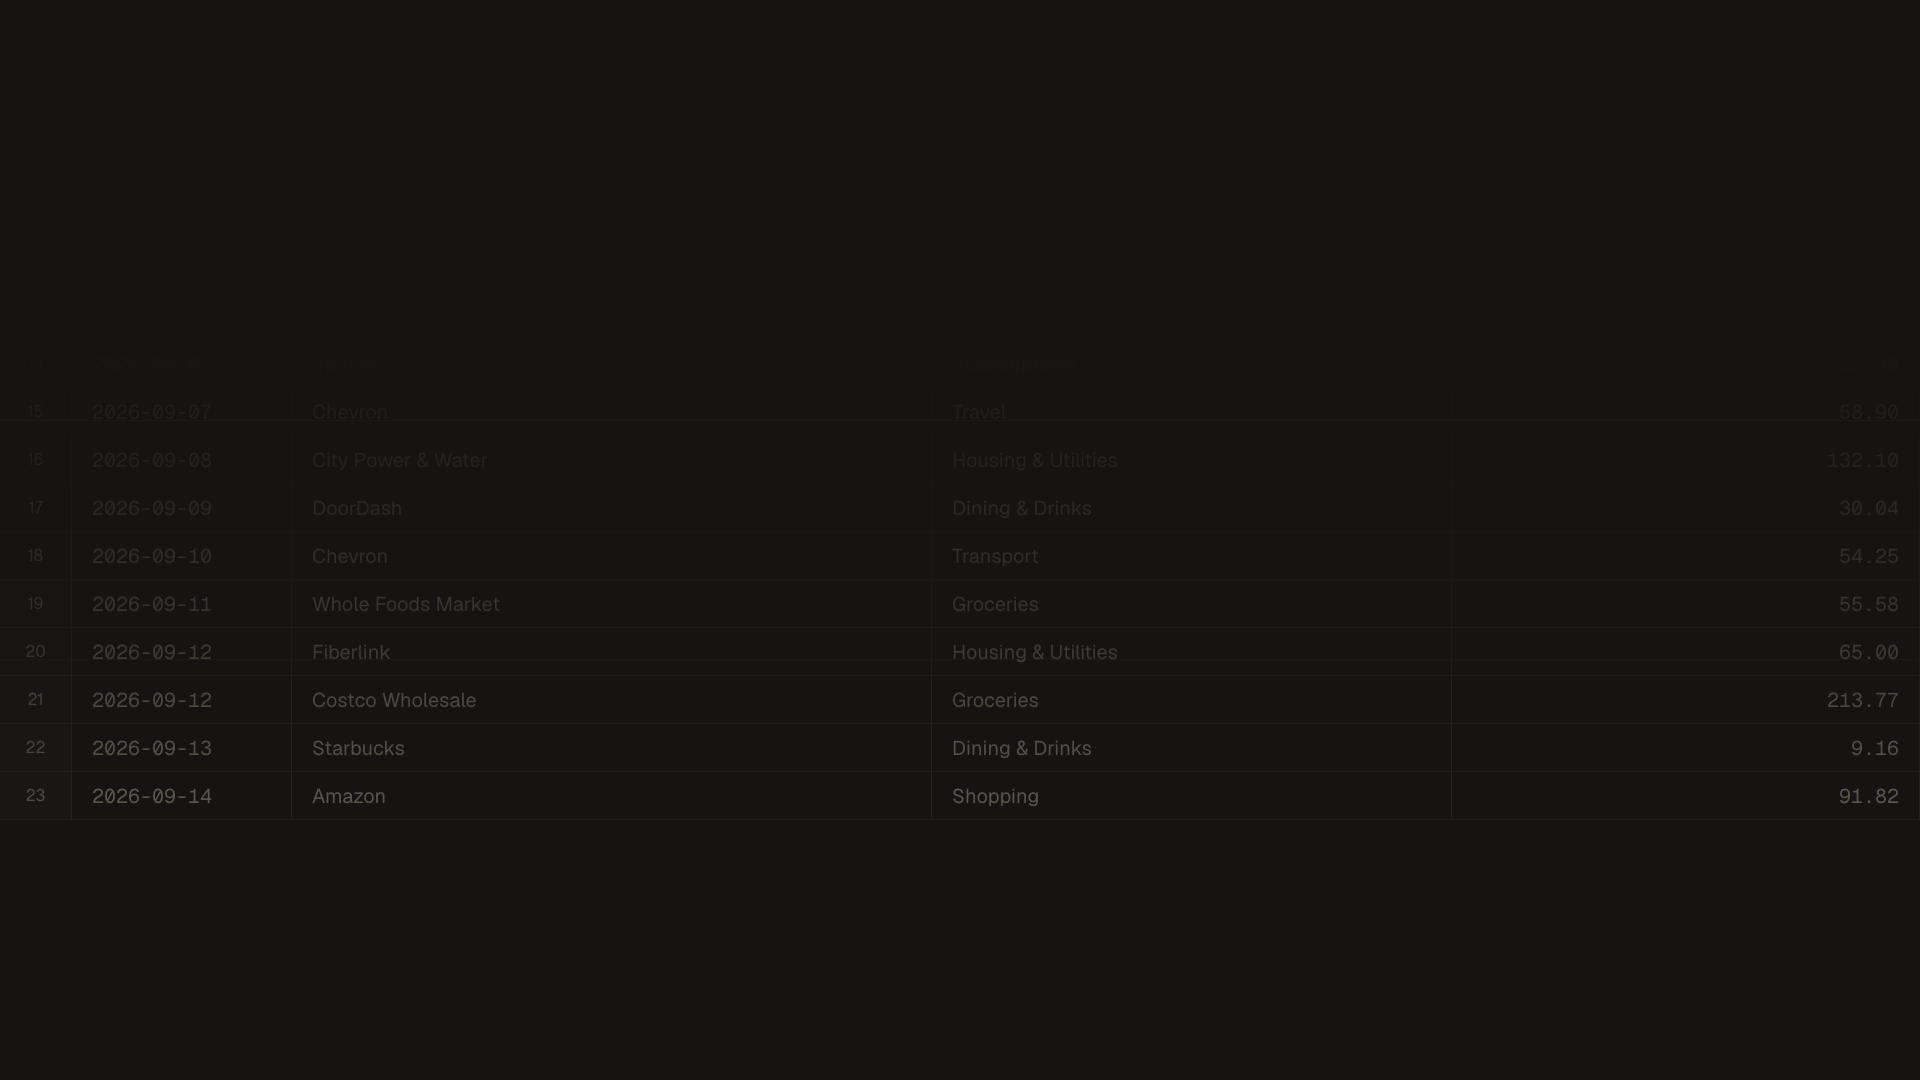 15 2026-09-07 Chevron Travel 58.90
16 2026-09-08 City Power & Water Housing & Utilities 132.10
17 2026-09-09 DoorDash Dining & Drinks 30.04
18 2026-09-10 Chevron Transport 54.25
19 2026-09-11 Whole Foods Market Groceries 55.58
20 2026-09-12 Fiberlink Housing & Utilities 65.00
21 2026-09-12 Costco Wholesale Groceries 213.77
22 2026-09-13 Starbucks Dining & Drinks 9.16
23 2026-09-14 Amazon Shopping 91.82